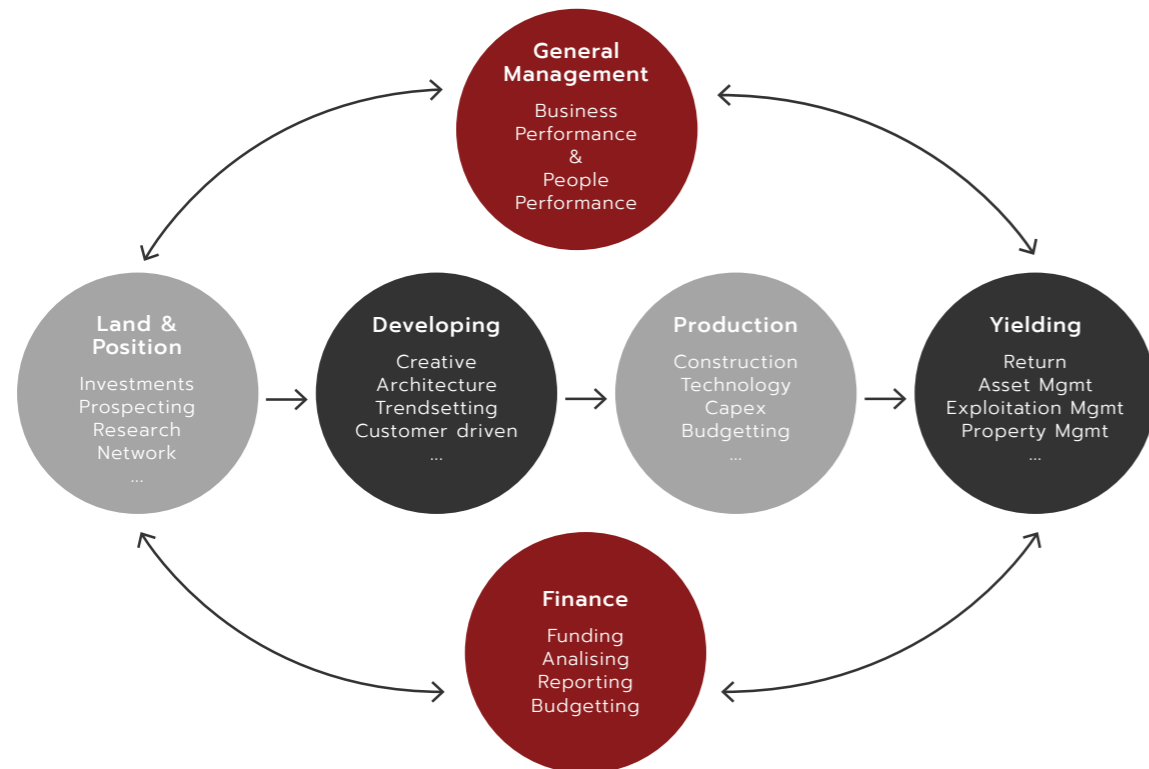 General
Management
Business
Performance
&
People
Performance
Land &
Position
Investments
Prospecting
Research
Network
...
Developing
Creative
Architecture
Trendsetting
Customer driven
...
Production
Construction
Technology
Capex
Budgetting
...
Yielding
Return
Asset Mgmt
Exploitation Mgmt
Property Mgmt
...
Finance
Funding
Analising
Reporting
Budgetting